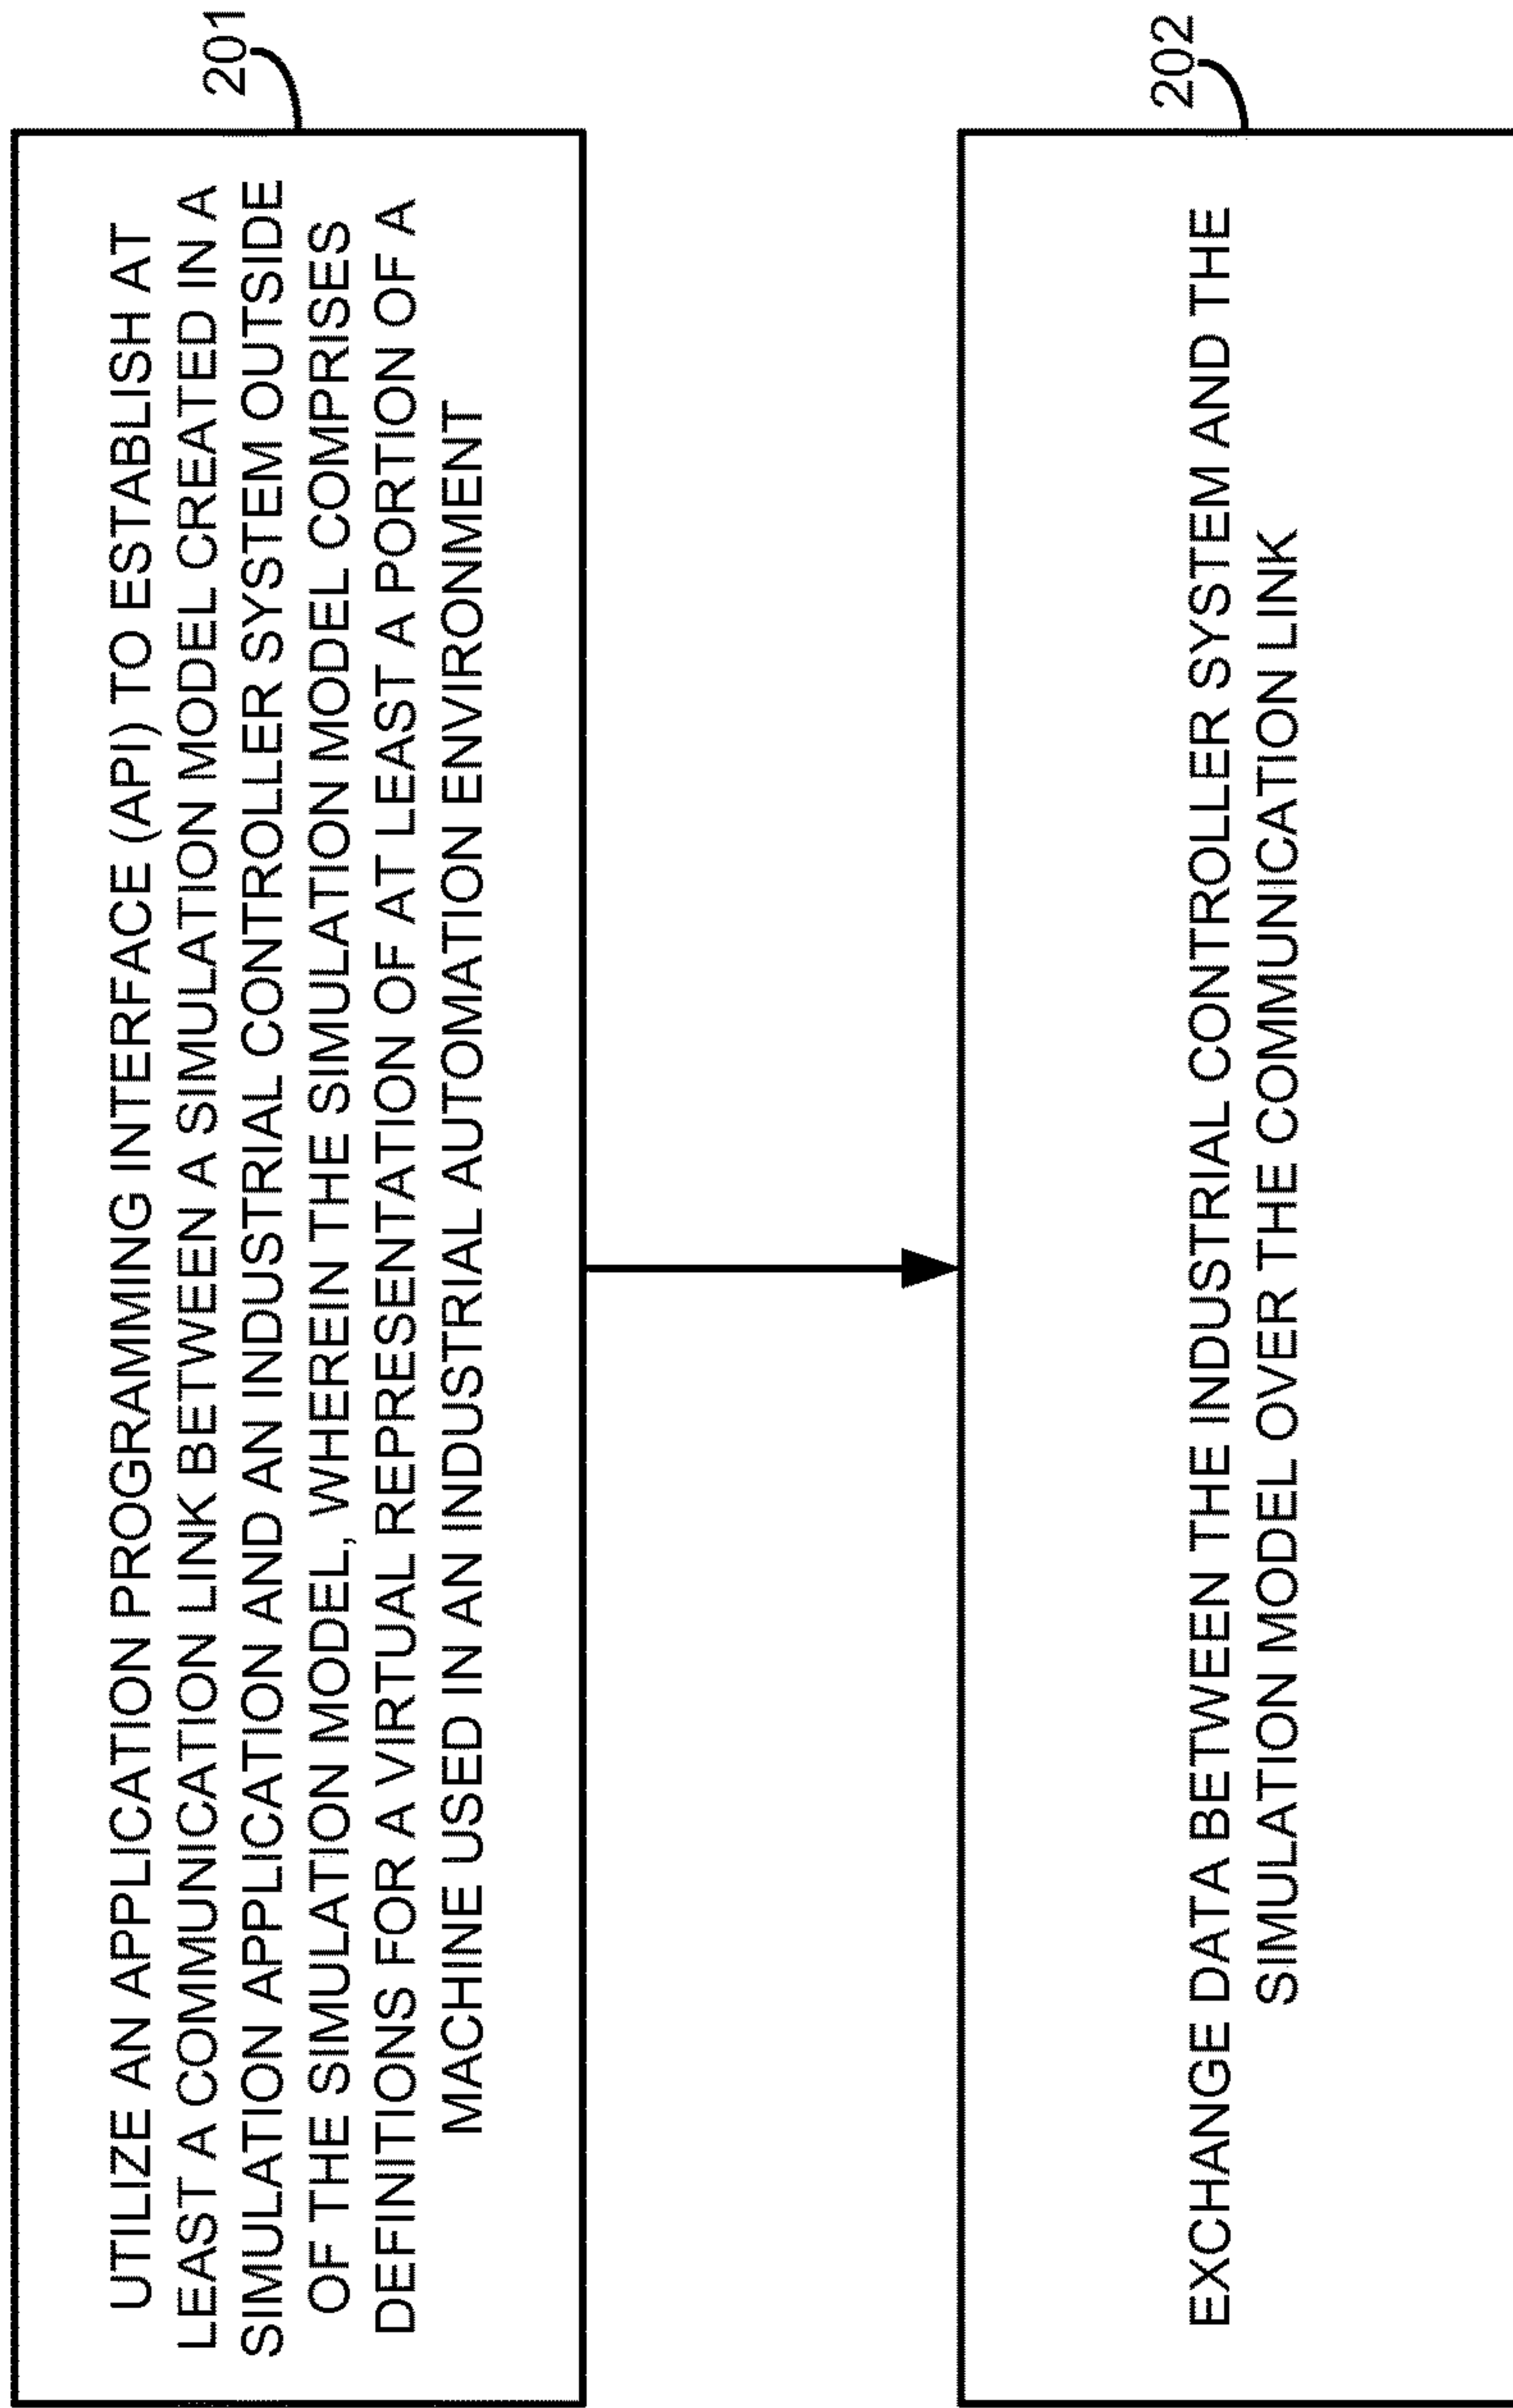 UTILIZE AN APPLICATION PROGRAMMING INTERFACE (API) TO ESTABLISH AT
LEAST A COMMUNICATION LINK BETWEEN A SIMULATION MODEL CREATED IN A
SIMULATION APPLICATION AND AN INDUSTRIAL CONTROLLER SYSTEM OUTSIDE
OF THE SIMULATION MODEL, WHEREIN THE SIMULATION MODEL COMPRISES
DEFINITIONS FOR A VIRTUAL REPRESENTATION OF AT LEAST A PORTION OF A
MACHINE USED IN AN INDUSTRIAL AUTOMATION ENVIRONMENT
201
EXCHANGE DATA BETWEEN THE INDUSTRIAL CONTROLLER SYSTEM AND THE
SIMULATION MODEL OVER THE COMMUNICATION LINK
202